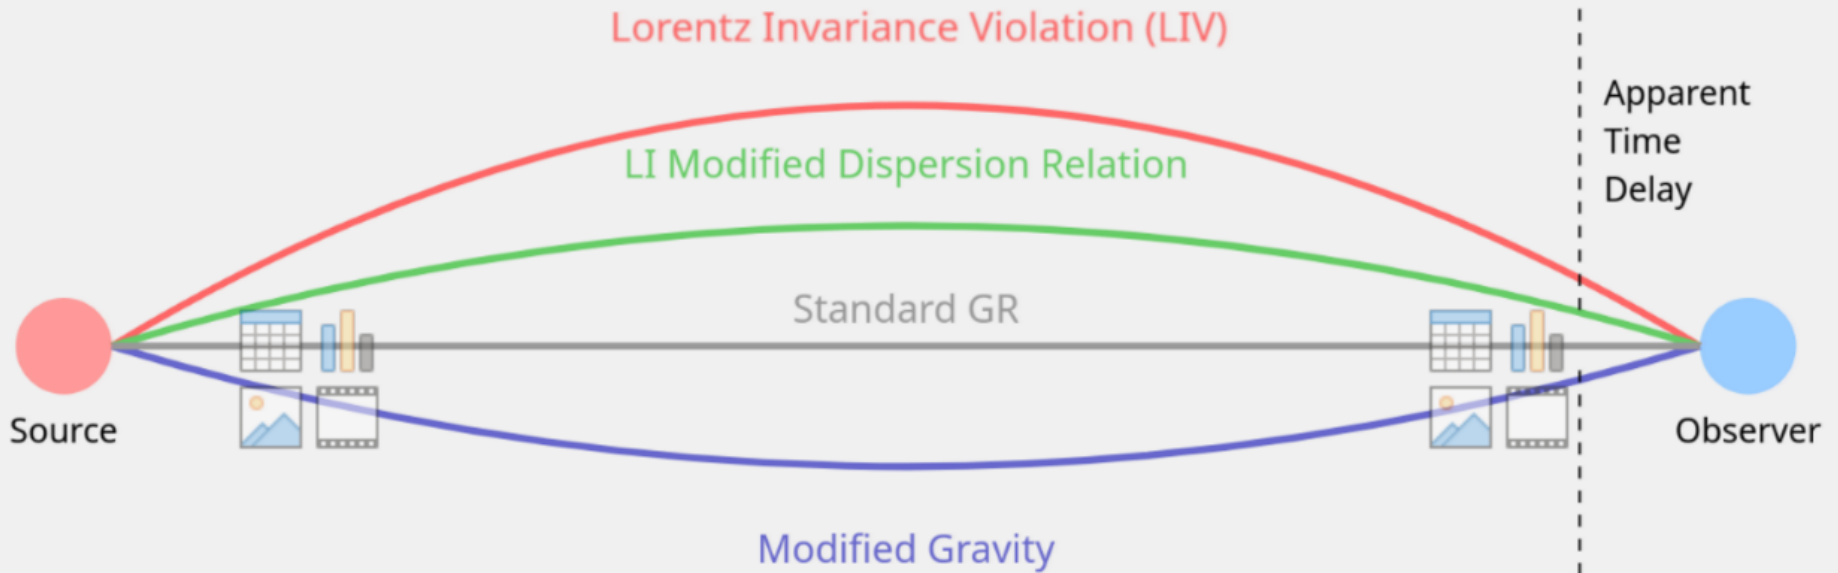 Lorentz Invariance Violation (LIV)
Apparent
Time
Delay
LI Modified Dispersion Relation
Standard GR
Source
Observer
Modified Gravity